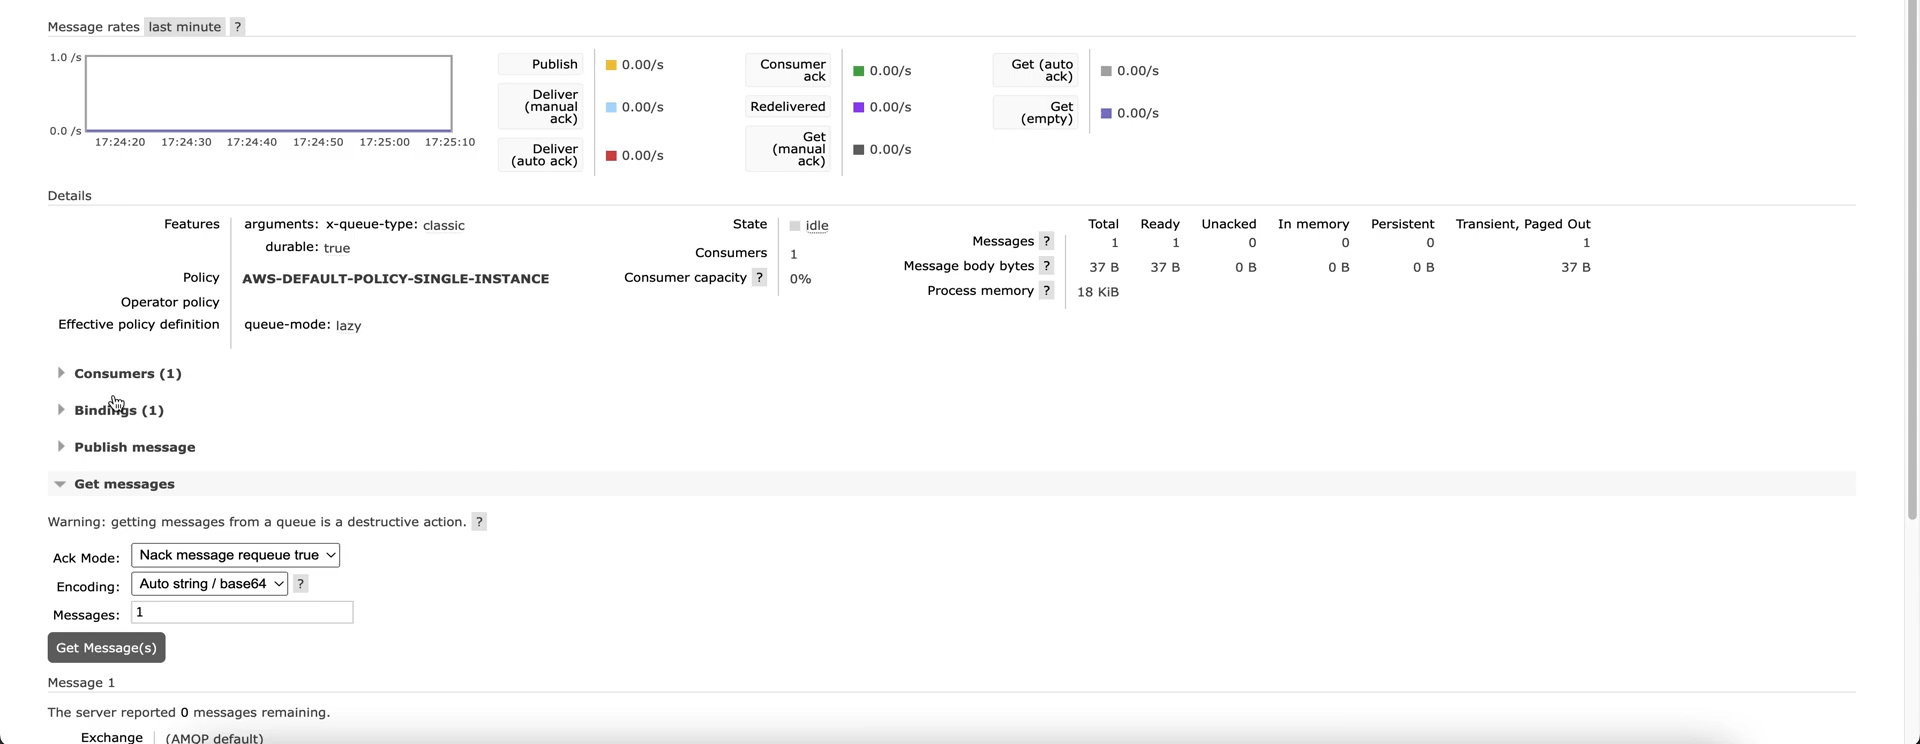 Message rates last minute ?
1.0 /s
0.0 /s
17:24:20 17:24:30 17:24:40 17:24:50 17:25:00 17:25:10
Publish 0.00/s
Deliver (manual ack) 0.00/s
Deliver (auto ack) 0.00/s
Consumer ack 0.00/s
Redelivered 0.00/s
Get (manual ack) 0.00/s
Get (auto ack) 0.00/s
Get (empty) 0.00/s
Details
Features arguments: x-queue-type: classic
durable: true
Policy AWS-DEFAULT-POLICY-SINGLE-INSTANCE
Operator policy
Effective policy definition queue-mode: lazy
State idle
Consumers 1
Consumer capacity ? 0%
Total Ready Unacked In memory Persistent Transient, Paged Out
Messages ? 1 1 0 0 0 1
Message body bytes ? 37 B 37 B 0 B 0 B 0 B 37 B
Process memory ? 18 KiB
Consumers (1)
Bindings (1)
Publish message
Get messages
Warning: getting messages from a queue is a destructive action. ?
Ack Mode: Nack message requeue true
Encoding: Auto string / base64 ?
Messages: 1
Get Message(s)
Message 1
The server reported 0 messages remaining.
Exchange (AMQP default)